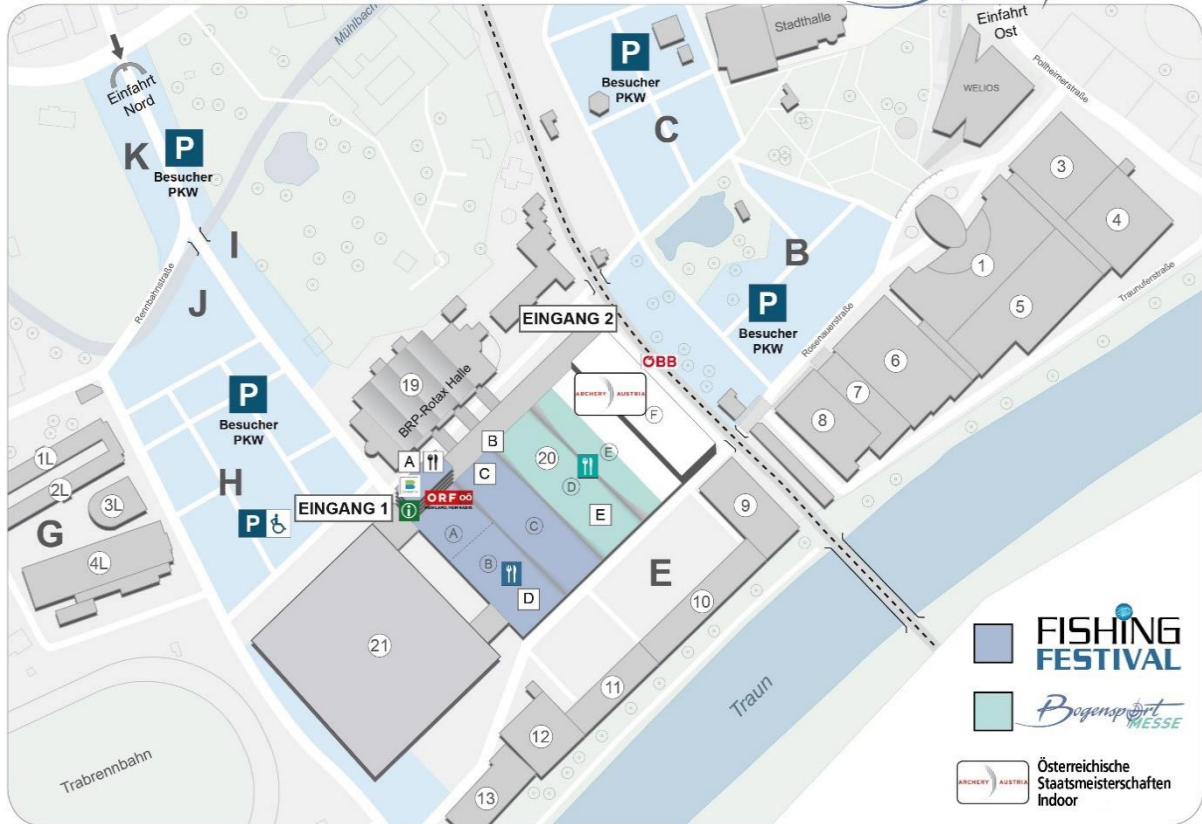 Einfahrt
Nord
Mühlbach
P
Besucher
PKW
C
Stadthalle
Einfahrt
Ost
WELIOS
Pollheimerstraße
K
P
Besucher
PKW
I
J
Rennbahnstraße
B
P
Besucher
PKW
3
4
1
5
Traunuferstraße
Rosenauerstraße
6
7
8
EINGANG 2
ÖBB
ARCHERY AUSTRIA
F
19
BRP-Rotax Halle
P
Besucher
PKW
H
P
EINGANG 1
A
B
C
i
ORF OÖ
20
E
D
E
A
B
C
D
9
E
10
11
12
13
21
1L
2L
3L
4L
G
Trabrennbahn
Traun
FISHING
FESTIVAL
Bogensport
MESSE
ARCHERY AUSTRIA
Österreichische
Staatsmeisterschaften
Indoor